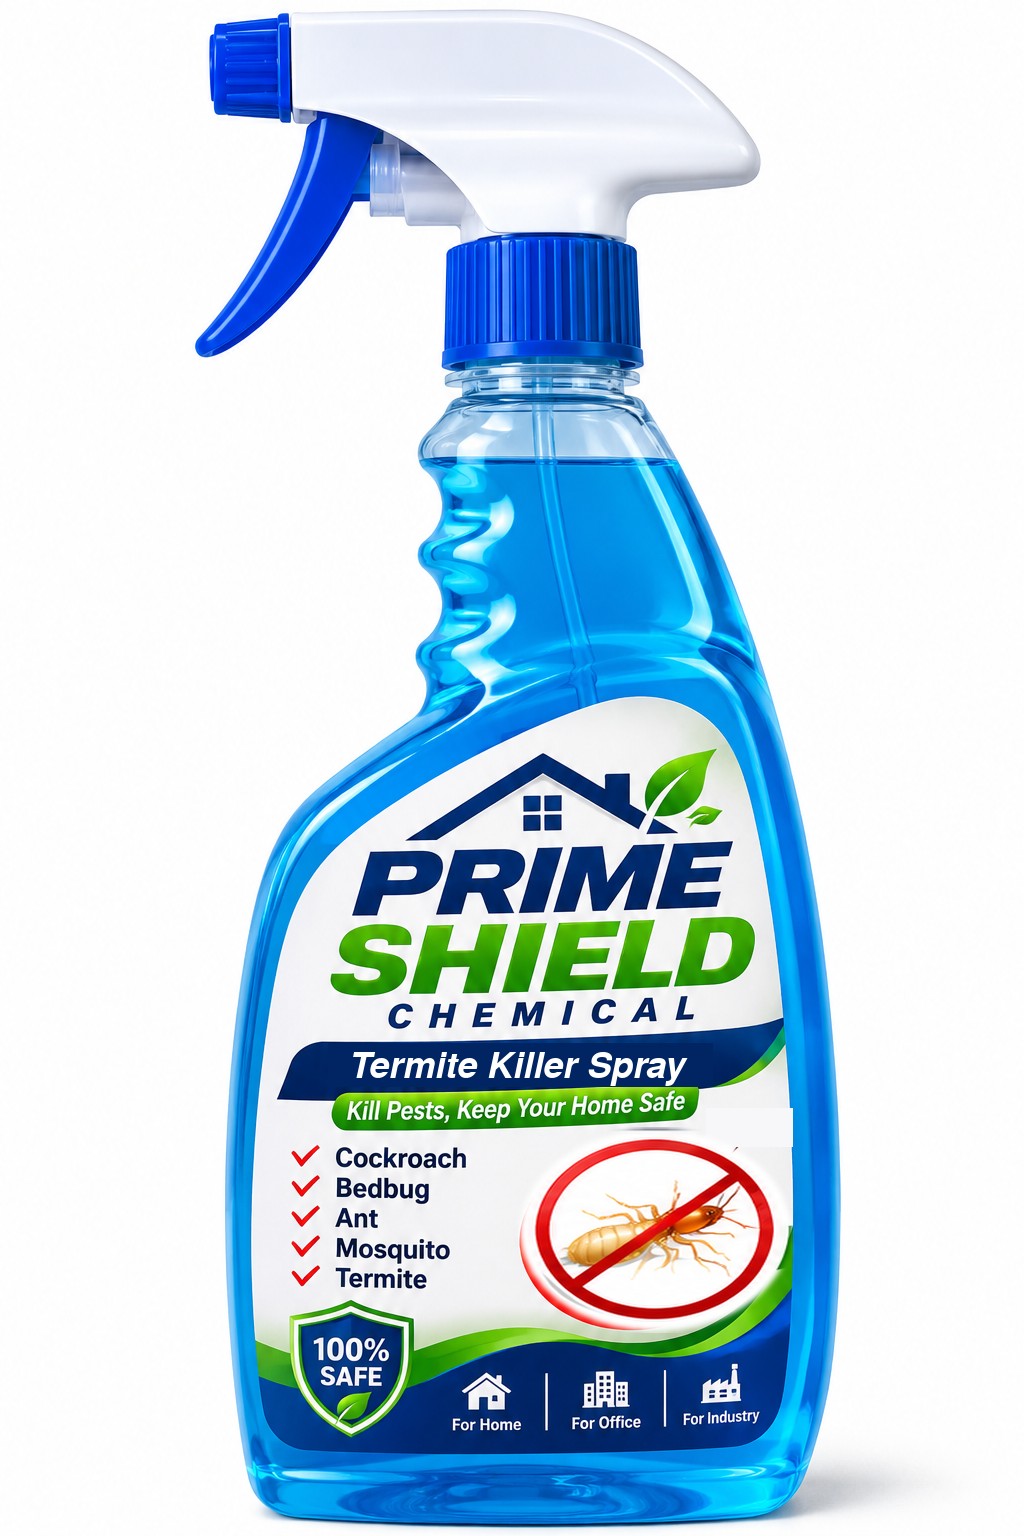 PRIME
SHIELD
CHEMICAL
Termite Killer Spray
Kill Pests, Keep Your Home Safe
Cockroach
Bedbug
Ant
Mosquito
Termite
100%
SAFE
For Home
For Office
For Industry